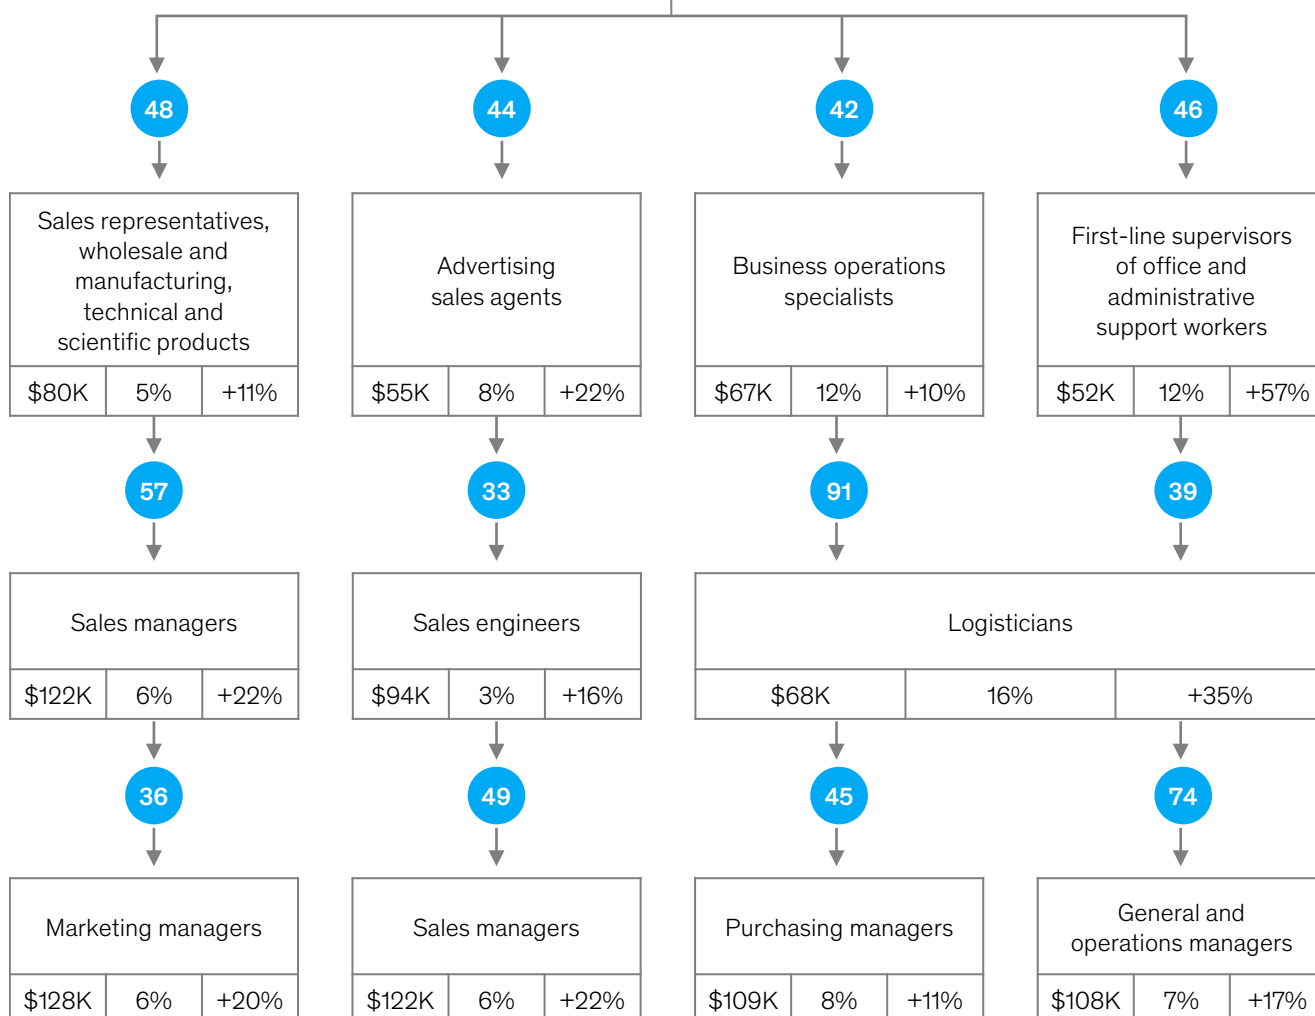 48
44
42
46
Sales representatives,
wholesale and
manufacturing,
technical and
scientific products
Advertising
sales agents
Business operations
specialists
First-line supervisors
of office and
administrative
support workers
$80K 5% +11%
$55K 8% +22%
$67K 12% +10%
$52K 12% +57%
57
33
91
39
Sales managers
Sales engineers
Logisticians
$122K 6% +22%
$94K 3% +16%
$68K 16% +35%
36
49
45
74
Marketing managers
Sales managers
Purchasing managers
General and
operations managers
$128K 6% +20%
$122K 6% +22%
$109K 8% +11%
$108K 7% +17%